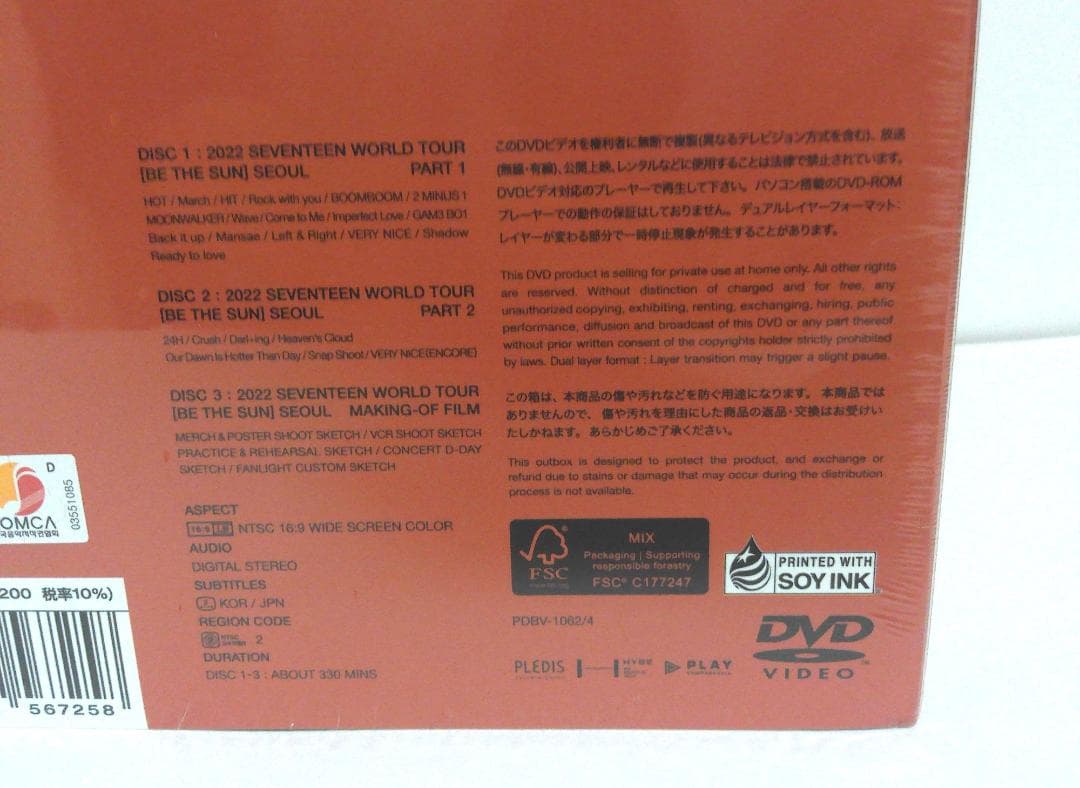 DISC 1 : 2022 SEVENTEEN WORLD TOUR
[BE THE SUN] SEOUL PART 1
HOT / March / HIT / Rock with you / BOOMBOOM / 2 MINUS 1
MOONWALKER / Wave / Come to Me / Imperfect Love / GAM3 BO1
Back it up / Mansae / Left & Right / VERY NICE / Shadow
Ready to love
DISC 2 : 2022 SEVENTEEN WORLD TOUR
[BE THE SUN] SEOUL PART 2
24H / Crush / Darl+ing / Heaven's Cloud
Our Dawn Is Hotter Than Day / Snap Shoot / VERY NICE(ENCORE)
DISC 3 : 2022 SEVENTEEN WORLD TOUR
[BE THE SUN] SEOUL MAKING-OF FILM
MERCH & POSTER SHOOT SKETCH / VCR SHOOT SKETCH
PRACTICE & REHEARSAL SKETCH / CONCERT D-DAY
SKETCH / FANLIGHT CUSTOM SKETCH
ASPECT
16:9 LB NTSC 16:9 WIDE SCREEN COLOR
AUDIO
DIGITAL STEREO
SUBTITLES
KOR / JPN
REGION CODE
NTSC 2
DURATION
DISC 1-3 : ABOUT 330 MINS
D
03551085
OMCA
국음악저작권협회
200 税率10%)
567258
このDVDビデオを権利者に無断で複製(異なるテレビジョン方式を含む)、放送
(無線・有線)、公開上映、レンタルなどに使用することは法律で禁止されています。
DVDビデオ対応のプレーヤーで再生して下さい。パソコン搭載のDVD-ROM
プレーヤーでの動作の保証はしておりません。デュアルレイヤーフォーマット:
レイヤーが変わる部分で一時停止現象が発生することがあります。
This DVD product is selling for private use at home only. All other rights
are reserved. Without distinction of charged and for free, any
unauthorized copying, exhibiting, renting, exchanging, hiring, public
performance, diffusion and broadcast of this DVD or any part thereof
without prior written consent of the copyrights holder strictly prohibited
by laws. Dual layer format : Layer transition may trigger a slight pause.
この箱は、本商品の傷や汚れなどを防ぐ用途になります。本商品では
ありませんので、傷や汚れを理由にした商品の返品・交換はお受けい
たしかねます。あらかじめご了承ください。
This outbox is designed to protect the product, and exchange or
refund due to stains or damage that may occur during the distribution
process is not available.
FSC
MIX
Packaging | Supporting
responsible forestry
FSC® C177247
PRINTED WITH
SOY INK
PDBV-1062/4
PLEDIS
HYBE
PLAY
DVD
VIDEO